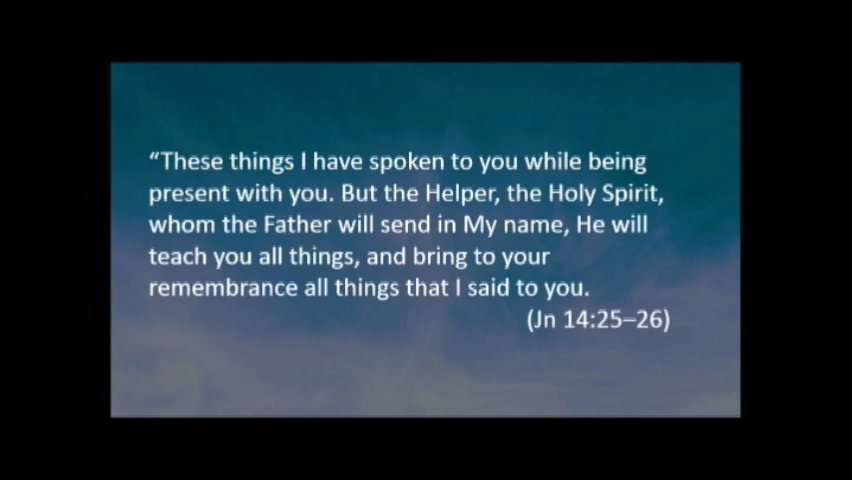 “These things I have spoken to you while being
present with you. But the Helper, the Holy Spirit,
whom the Father will send in My name, He will
teach you all things, and bring to your
remembrance all things that I said to you.
(Jn 14:25–26)